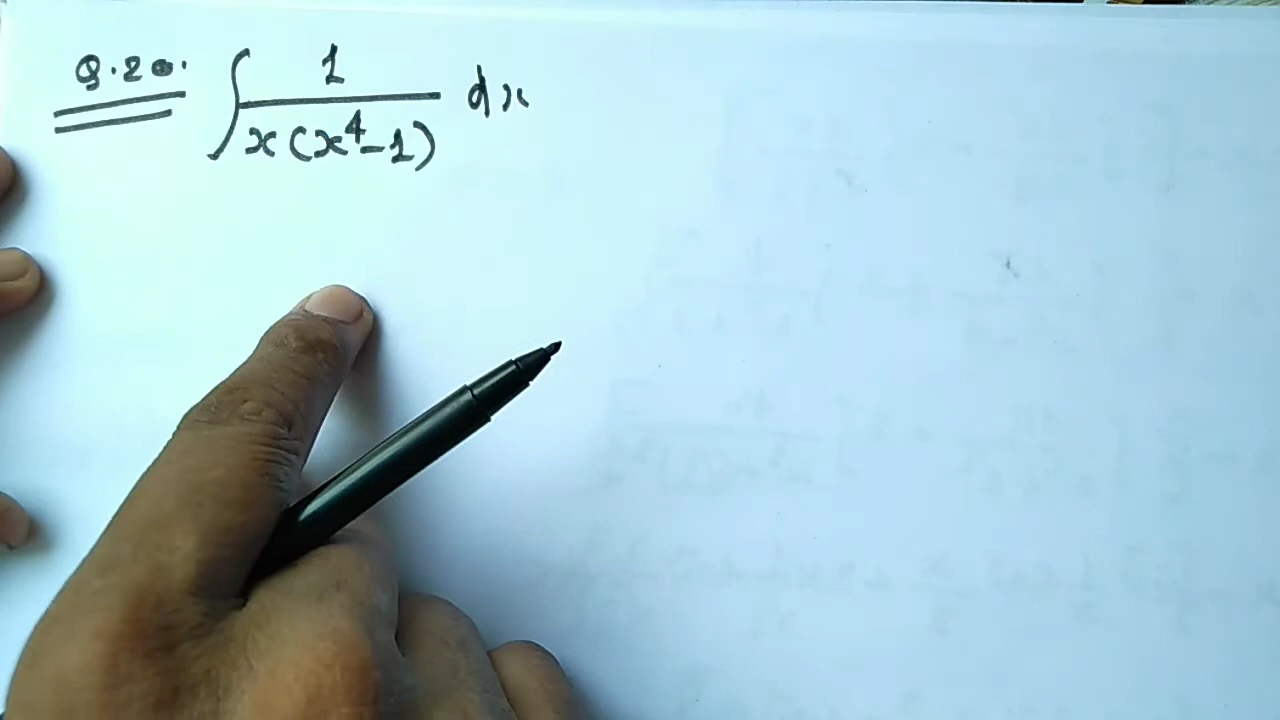 Q.20. ∫ 1/(x(x⁴-1)) dx